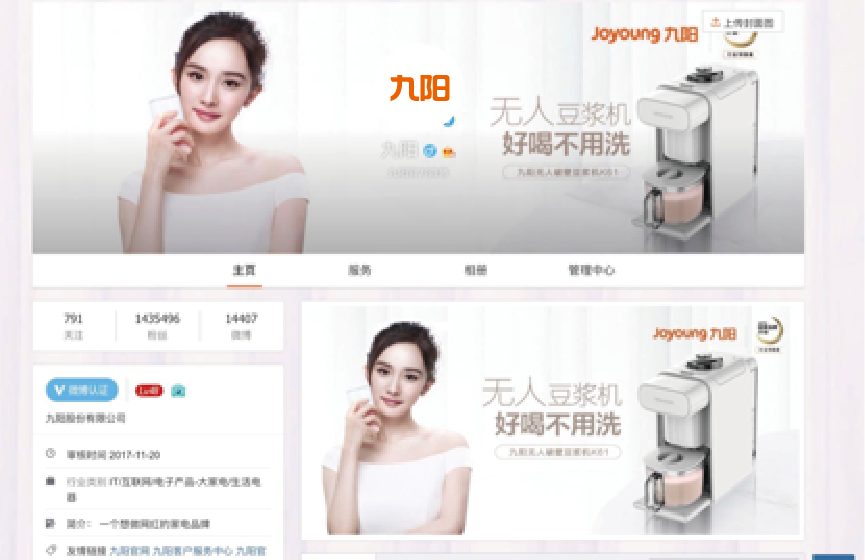 Joyoung 九阳
上传封面图
九阳
无人豆浆机
好喝不用洗
九阳
九阳无人破壁豆浆机K61
主页 服务 相册 管理中心
791 1435496 14407
关注 粉丝 微博
Joyoung 九阳
无人豆浆机
好喝不用洗
九阳无人破壁豆浆机K61
V 微博认证
九阳股份有限公司
审核时间 2017-11-20
行业类别 IT/互联网/电子产品-大家电/生活电
器
简介: 一个想做网红的家电品牌
友情链接 九阳官网 九阳客户服务中心 九阳官